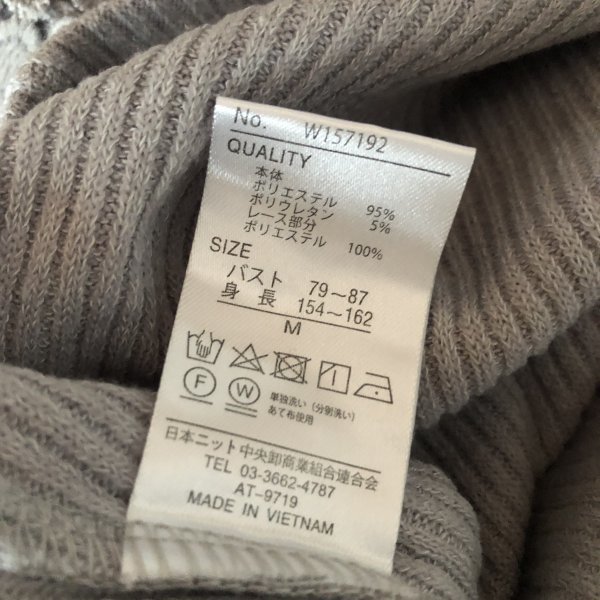 No. W157192
QUALITY
本体
ポリエステル 95%
ポリウレタン 5%
レース部分
ポリエステル 100%
SIZE
バスト 79～87
身長 154～162
M
F W 単独洗い（分別洗い）
あて布使用
日本ニット中央卸商業組合連合会
TEL 03-3662-4787
AT-9719
MADE IN VIETNAM